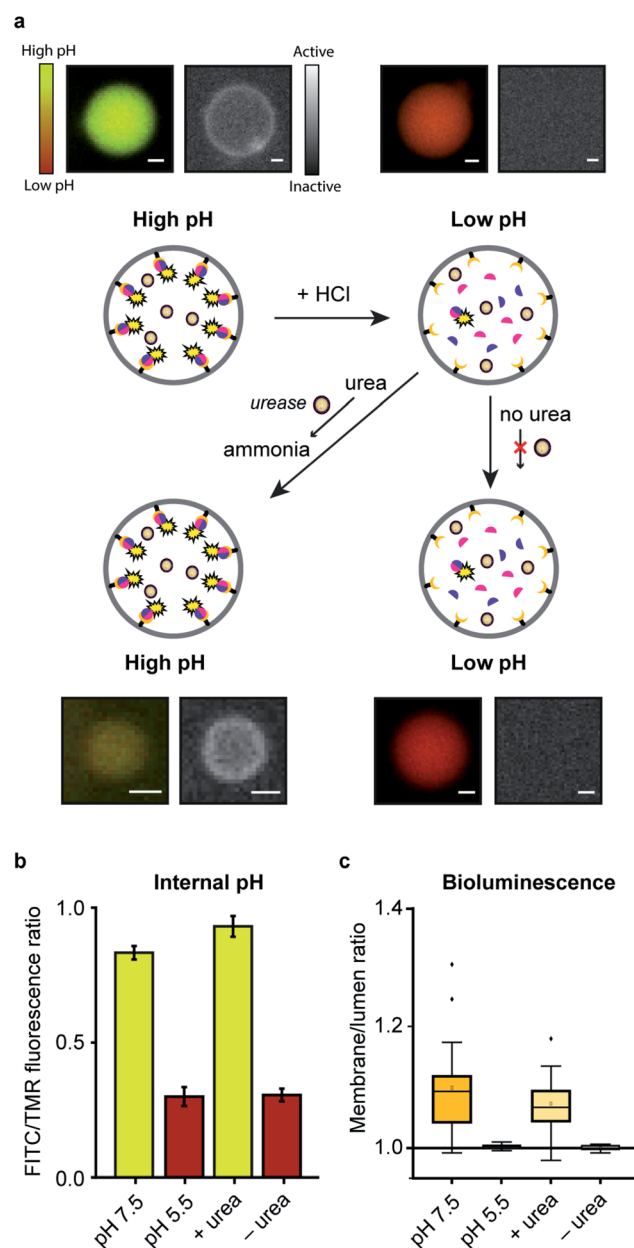 a
High pH
Low pH
Active
Inactive
High pH
Low pH
+ HCl
urease
urea
ammonia
no urea
High pH
Low pH
b
Internal pH
FITC/TMR fluorescence ratio
1.0
0.5
0.0
pH 7.5
pH 5.5
+ urea
– urea
c
Bioluminescence
Membrane/lumen ratio
1.4
1.2
1.0
pH 7.5
pH 5.5
+ urea
– urea